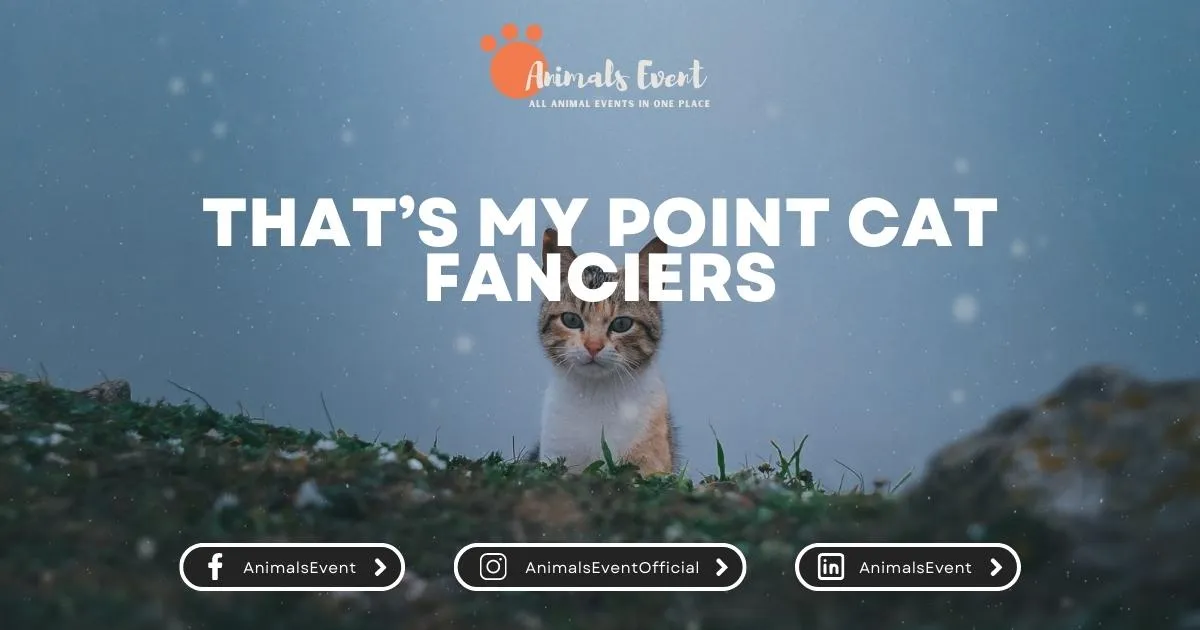 Animals Event
ALL ANIMAL EVENTS IN ONE PLACE
THAT’S MY POINT CAT
FANCIERS
AnimalsEvent
AnimalsEventOfficial
AnimalsEvent